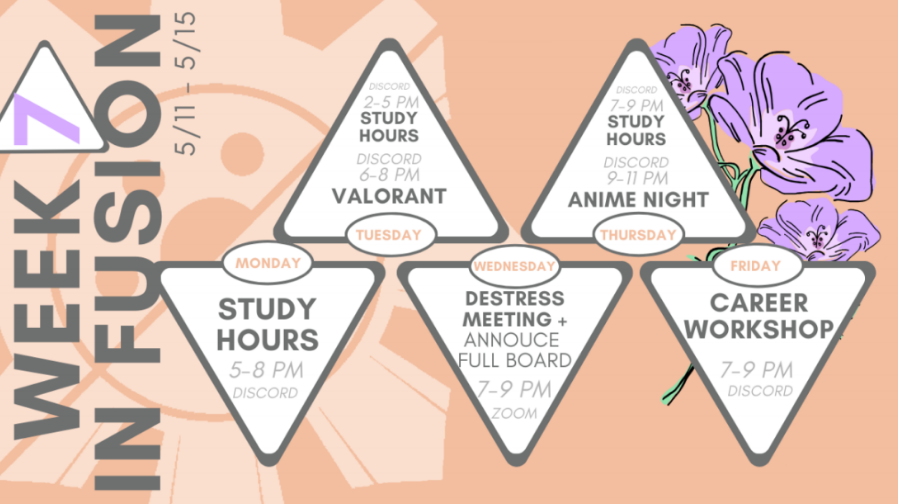 WEEK 7
IN FUSION
5/11 – 5/15
MONDAY
STUDY
HOURS
5-8 PM
DISCORD
DISCORD
2-5 PM
STUDY
HOURS
DISCORD
6-8 PM
VALORANT
TUESDAY
WEDNESDAY
DESTRESS
MEETING +
ANNOUCE
FULL BOARD
7-9 PM
ZOOM
DISCORD
7-9 PM
STUDY
HOURS
DISCORD
9-11 PM
ANIME NIGHT
THURSDAY
FRIDAY
CAREER
WORKSHOP
7-9 PM
DISCORD